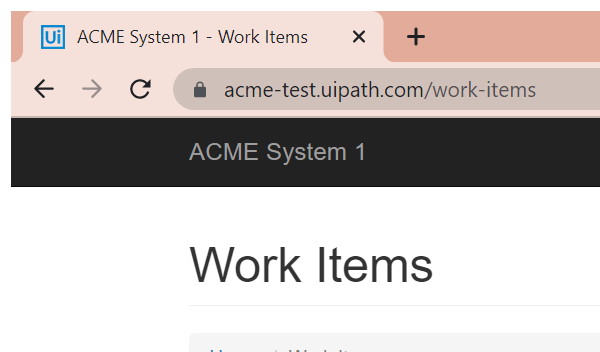 Ui ACME System 1 - Work Items
acme-test.uipath.com/work-items
ACME System 1
Work Items